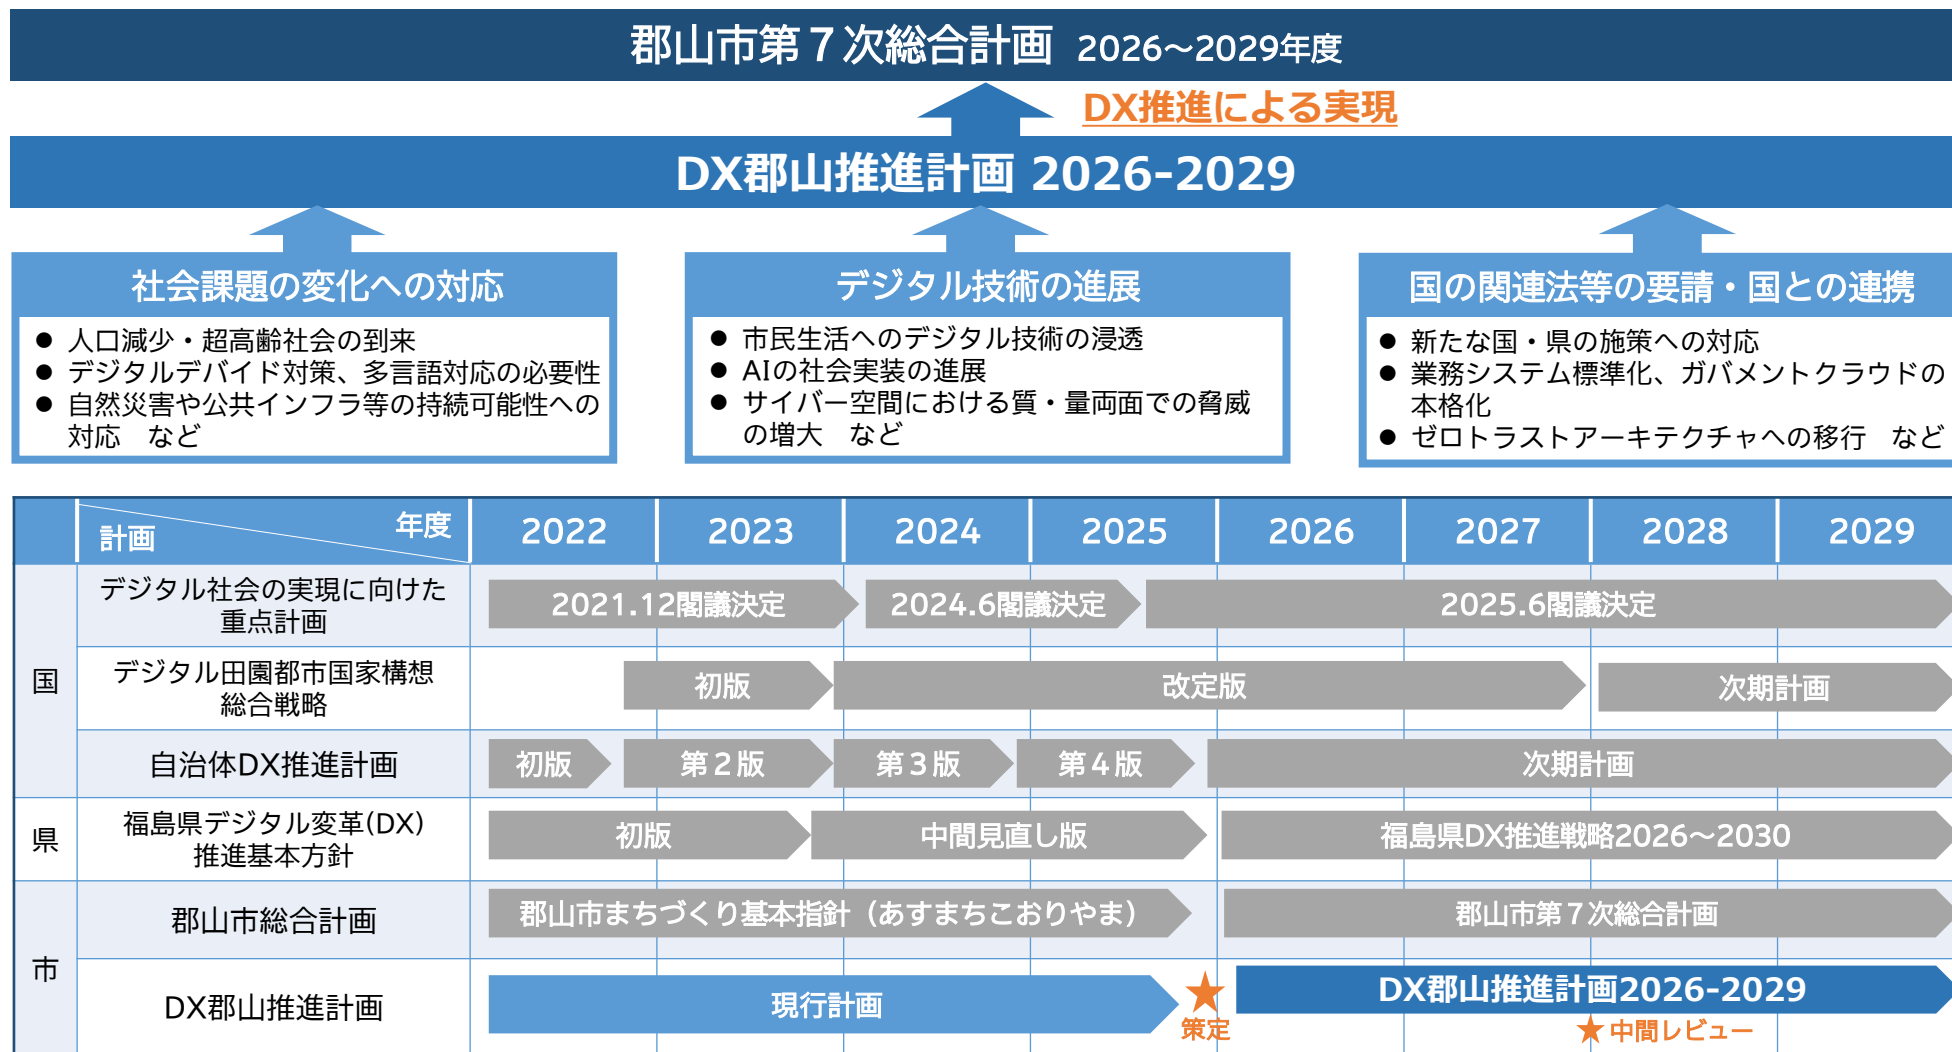 郡山市第７次総合計画 2026～2029年度
DX推進による実現
DX郡山推進計画 2026-2029
社会課題の変化への対応
● 人口減少・超高齢社会の到来
● デジタルデバイド対策、多言語対応の必要性
● 自然災害や公共インフラ等の持続可能性への
対応　など
デジタル技術の進展
● 市民生活へのデジタル技術の浸透
● AIの社会実装の進展
● サイバー空間における質・量両面での脅威
の増大　など
国の関連法等の要請・国との連携
● 新たな国・県の施策への対応
● 業務システム標準化、ガバメントクラウドの
本格化
● ゼロトラストアーキテクチャへの移行　など
年度
計画
2022 2023 2024 2025 2026 2027 2028 2029
国
デジタル社会の実現に向けた
重点計画
2021.12閣議決定 2024.6閣議決定 2025.6閣議決定
デジタル田園都市国家構想
総合戦略
初版 改定版 次期計画
自治体DX推進計画
初版 第２版 第３版 第４版 次期計画
県
福島県デジタル変革(DX)
推進基本方針
初版 中間見直し版 福島県DX推進戦略2026～2030
市
郡山市総合計画
郡山市まちづくり基本指針（あすまちこおりやま） 郡山市第７次総合計画
DX郡山推進計画
現行計画
★
策定
DX郡山推進計画2026-2029
★ 中間レビュー